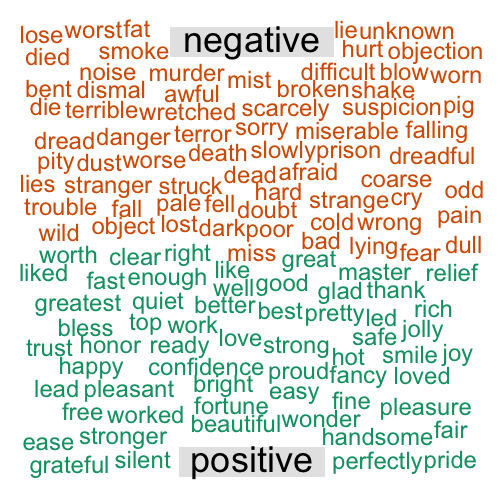 lose worst fat negative lie unknown
died smoke hurt objection
noise murder mist difficult blow worn
bent dismal awful broken shake
die terrible wretched scarcely suspicion pig
dread danger terror sorry miserable falling
pity dust worse death slowly prison dreadful
lies stranger struck dead afraid coarse
trouble fall pale fell hard strange cry odd
wild object lost dark poor doubt cold wrong pain
miss bad lying fear dull
worth clear right great
liked fast enough like master relief
well good glad thank
greatest quiet better best pretty led rich
bless top work safe jolly
trust honor ready love strong hot smile joy
happy confidence proud fancy loved
lead pleasant bright easy
free worked fortune fine pleasure
beautiful wonder
ease stronger handsome fair
grateful silent positive perfectly pride